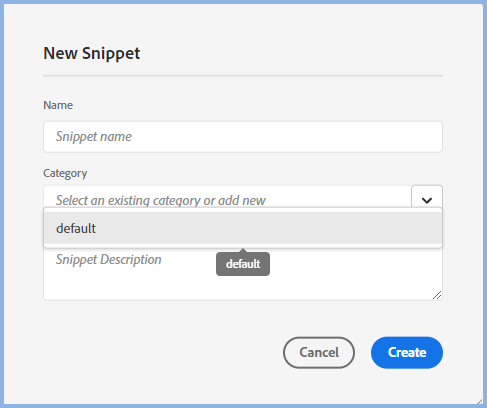 New Snippet
Name
Snippet name
Category
Select an existing category or add new
default
Snippet Description
default
Cancel
Create